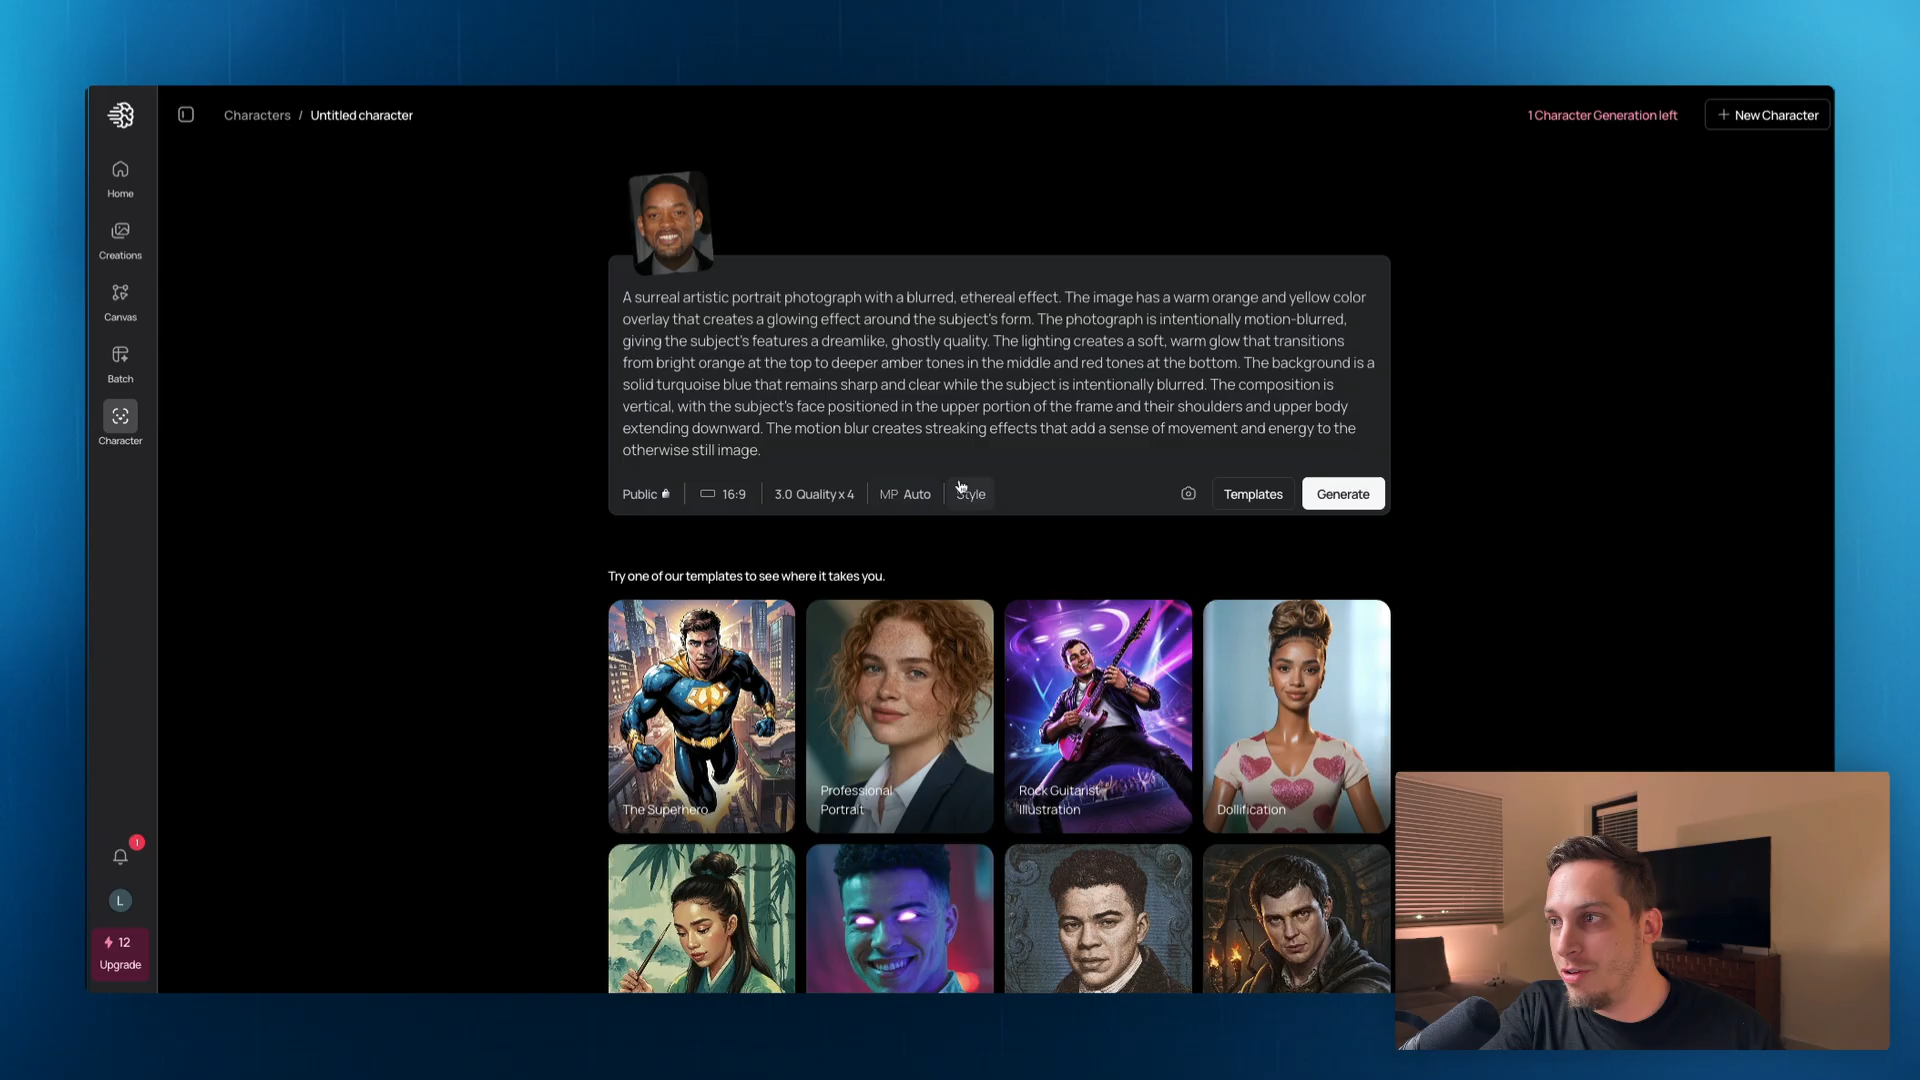 Characters / Untitled character
1 Character Generation left
+ New Character
Home
Creations
Canvas
Batch
Character
1
L
12
Upgrade
A surreal artistic portrait photograph with a blurred, ethereal effect. The image has a warm orange and yellow color
overlay that creates a glowing effect around the subject's form. The photograph is intentionally motion-blurred,
giving the subject's features a dreamlike, ghostly quality. The lighting creates a soft, warm glow that transitions
from bright orange at the top to deeper amber tones in the middle and red tones at the bottom. The background is a
solid turquoise blue that remains sharp and clear while the subject is intentionally blurred. The composition is
vertical, with the subject's face positioned in the upper portion of the frame and their shoulders and upper body
extending downward. The motion blur creates streaking effects that add a sense of movement and energy to the
otherwise still image.
Public 16:9 3.0 Quality x 4 MP Auto Style
Templates Generate
Try one of our templates to see where it takes you.
The Superhero
Professional
Portrait
Rock Guitarist
Illustration
Dollification